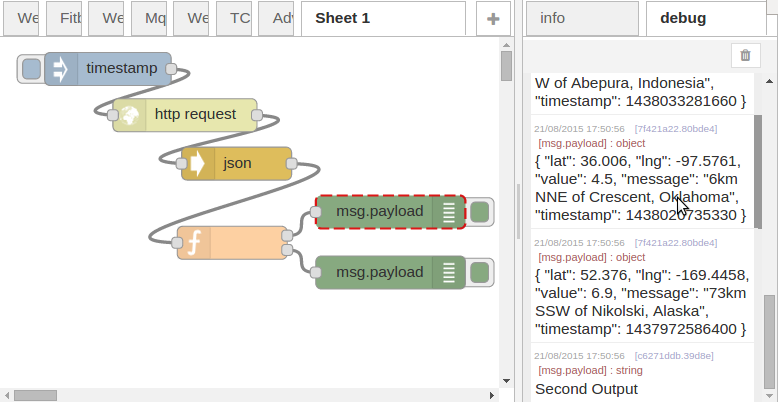 We
Fitb
We
Mq
We
TC
Adv
Sheet 1
info
debug
timestamp
http request
json
msg.payload
msg.payload
W of Abepura, Indonesia",
"timestamp": 1438033281660 }
21/08/2015 17:50:56 [7f421a22.80bde4]
[msg.payload] : object
{ "lat": 36.006, "lng": -97.5761,
"value": 4.5, "message": "6km
NNE of Crescent, Oklahoma",
"timestamp": 1438020735330 }
21/08/2015 17:50:56 [7f421a22.80bde4]
[msg.payload] : object
{ "lat": 52.376, "lng": -169.4458,
"value": 6.9, "message": "73km
SSW of Nikolski, Alaska",
"timestamp": 1437972586400 }
21/08/2015 17:50:56 [c6271ddb.39d8e]
[msg.payload] : string
Second Output